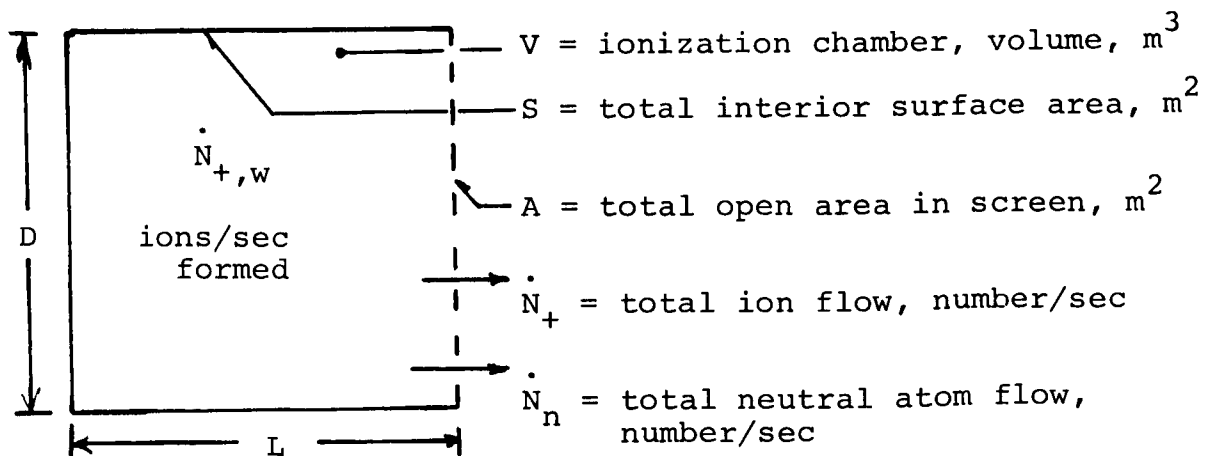 V = ionization chamber, volume, m³
S = total interior surface area, m²
Ṅ+,w
A = total open area in screen, m²
D
ions/sec
formed
Ṅ+ = total ion flow, number/sec
Ṅn = total neutral atom flow,
number/sec
L